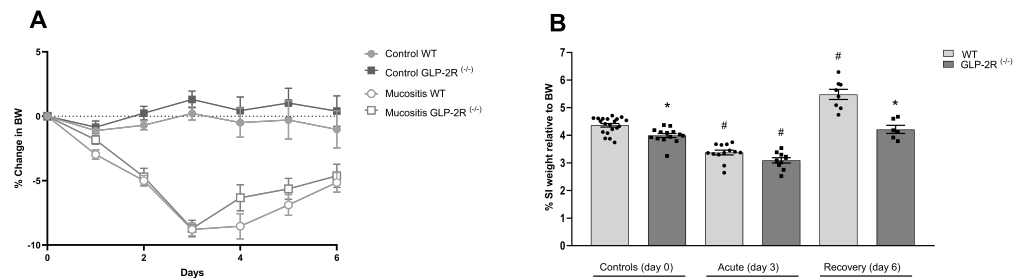 A
% Change in BW
5
0
-5
-10
0
2
4
6
Days
Control WT
Control GLP-2R (-/-)
Mucositis WT
Mucositis GLP-2R (-/-)
B
% SI weight relative to BW
7
6
5
4
3
2
1
0
*
#
#
#
*
Controls (day 0)
Acute (day 3)
Recovery (day 6)
WT
GLP-2R (-/-)